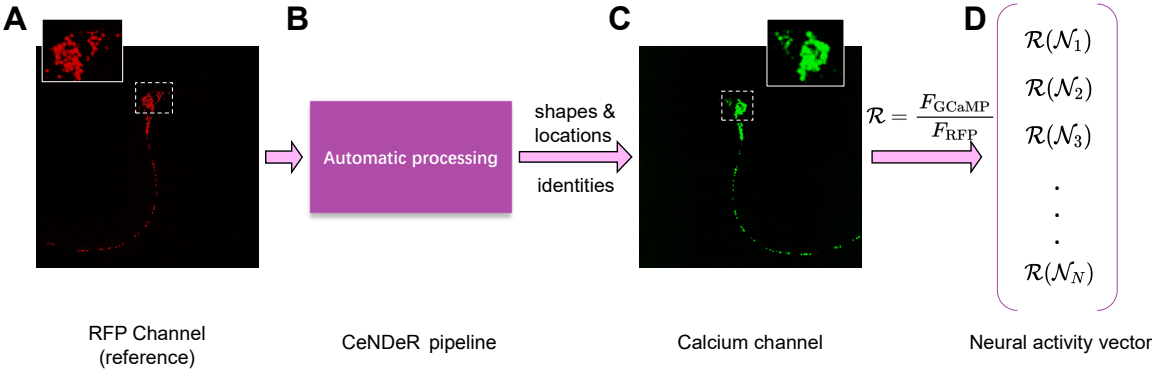 A
B
C
D
Automatic processing
shapes &
locations
identities
ℛ = F_GCaMP / F_RFP
ℛ(𝒩_1)
ℛ(𝒩_2)
ℛ(𝒩_3)
.
.
.
ℛ(𝒩_N)
RFP Channel
(reference)
CeNDeR pipeline
Calcium channel
Neural activity vector